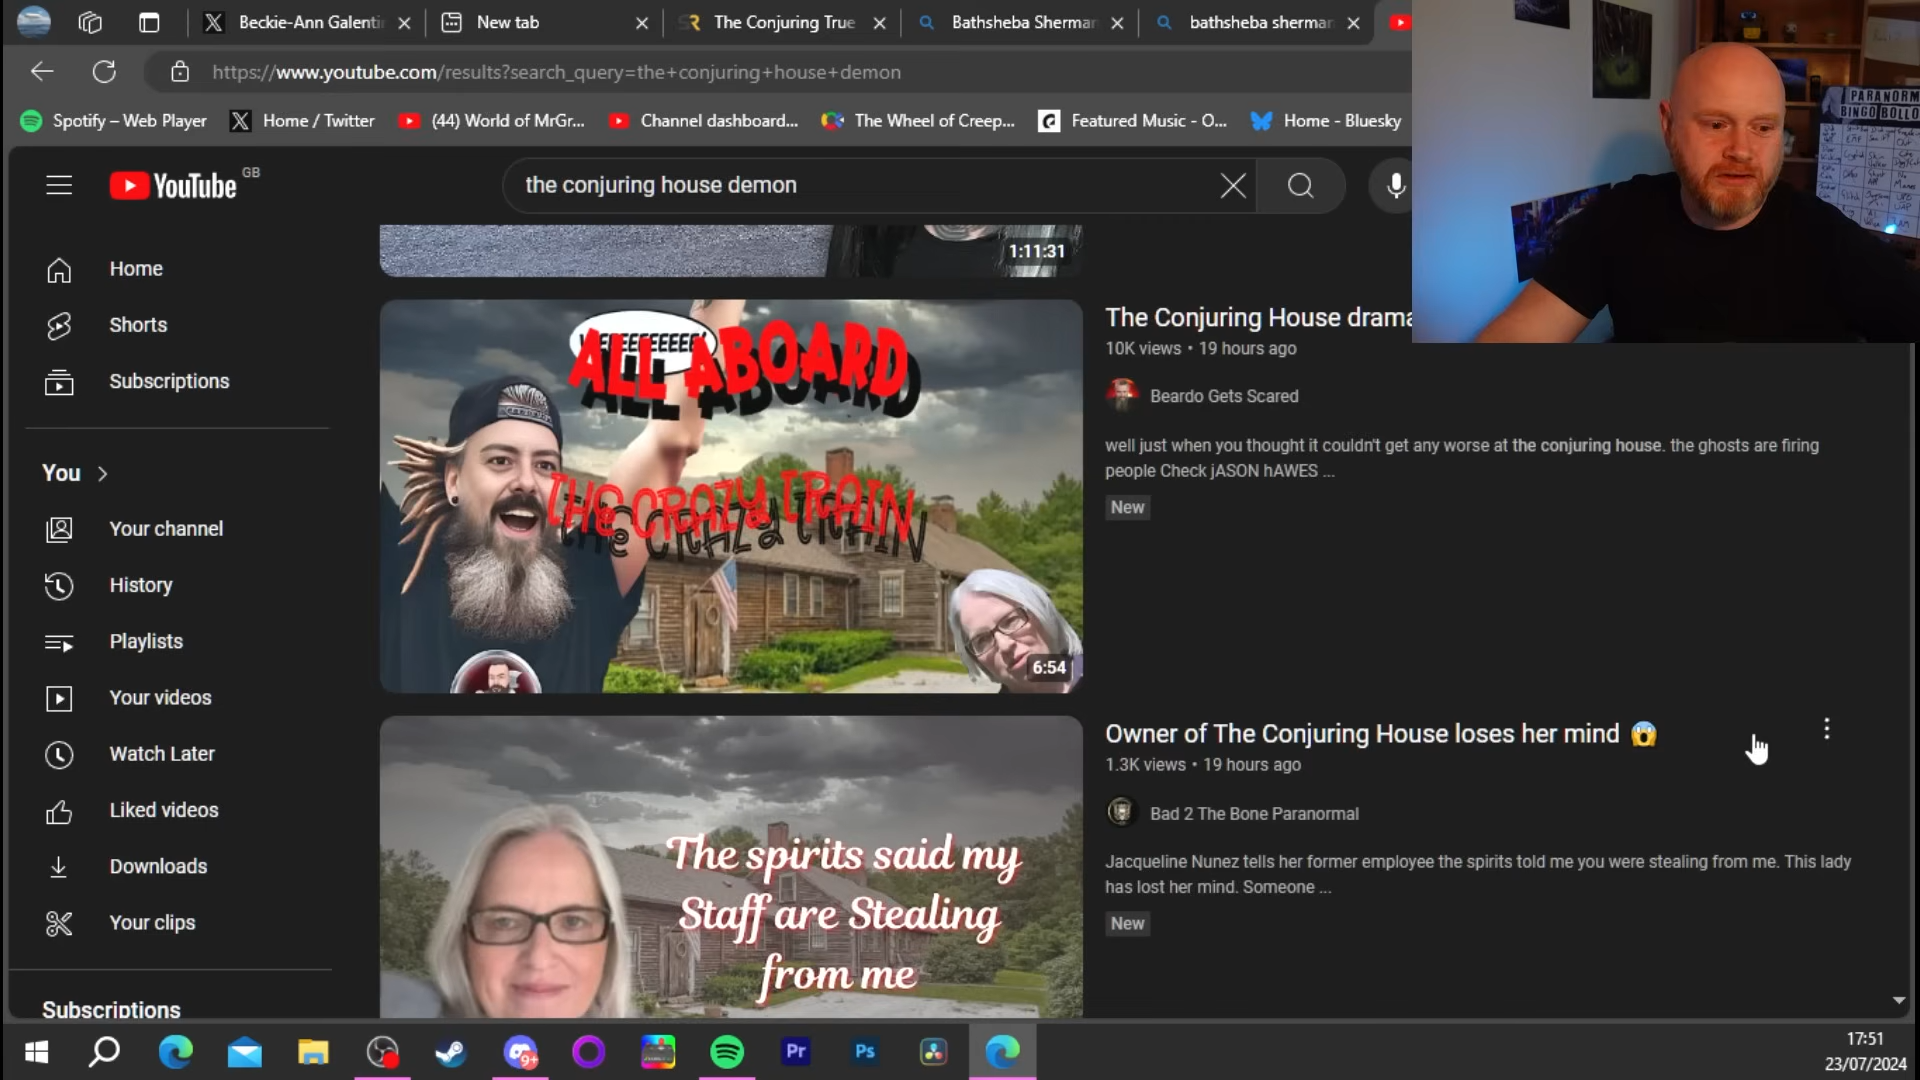 Beckie-Ann Galenti
New tab
The Conjuring True
Bathsheba Sherman
bathsheba sherman
https://www.youtube.com/results?search_query=the+conjuring+house+demon
Spotify – Web Player
Home / Twitter
(44) World of MrGr...
Channel dashboard...
The Wheel of Creep...
Featured Music - O...
Home - Bluesky
PARANORM
BINGO BOLLO
YouTube GB
the conjuring house demon
Home
Shorts
Subscriptions
You
Your channel
History
Playlists
Your videos
Watch Later
Liked videos
Downloads
Your clips
Subscriptions
1:11:31
ALL ABOARD
THE CRAZY TRAIN
6:54
The Conjuring House drama
10K views • 19 hours ago
Beardo Gets Scared
well just when you thought it couldn't get any worse at the conjuring house. the ghosts are firing
people Check jASON hAWES ...
New
The spirits said my
Staff are Stealing
from me
Owner of The Conjuring House loses her mind 😱
1.3K views • 19 hours ago
Bad 2 The Bone Paranormal
Jacqueline Nunez tells her former employee the spirits told me you were stealing from me. This lady
has lost her mind. Someone ...
New
9+
Pr
Ps
17:51
23/07/2024